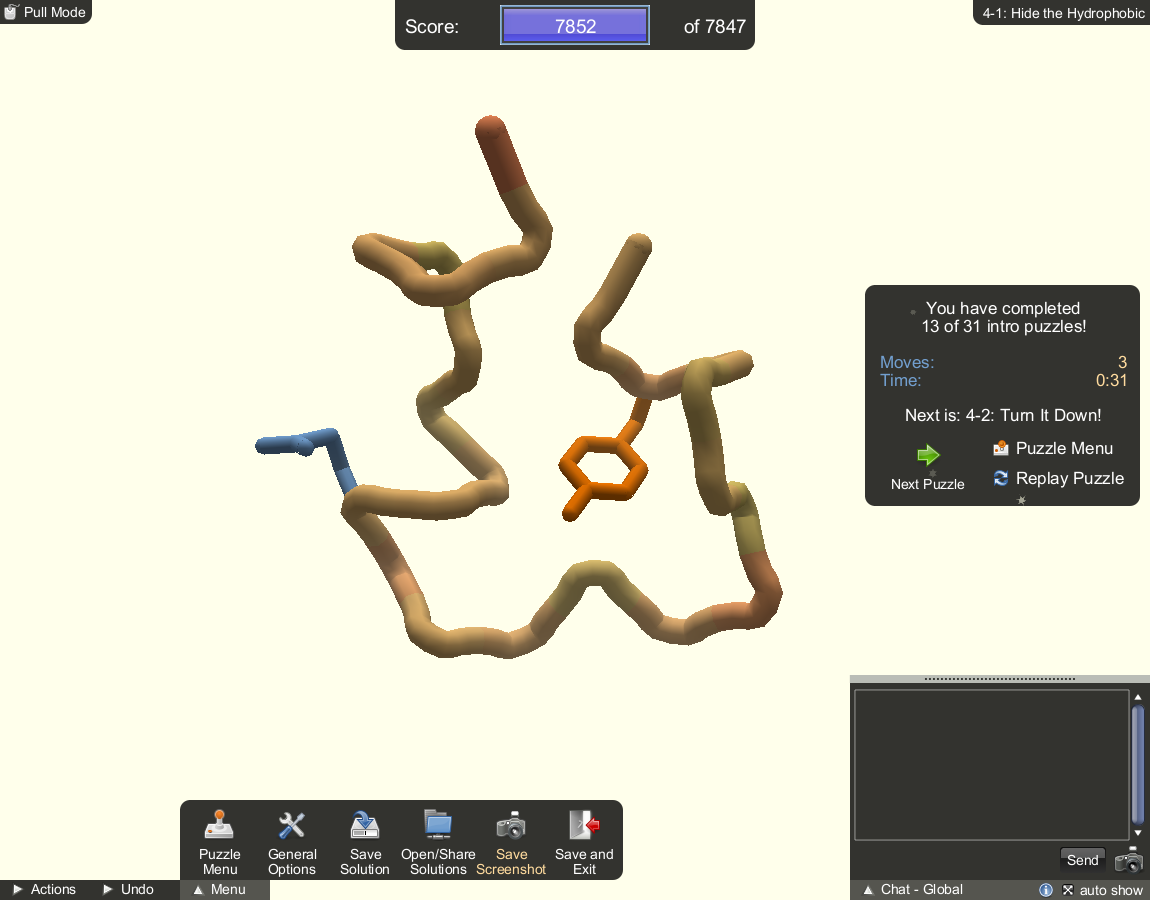 Pull Mode
Score: 7852 of 7847
4-1: Hide the Hydrophobic
You have completed
13 of 31 intro puzzles!
Moves: 3
Time: 0:31
Next is: 4-2: Turn It Down!
Next Puzzle
Puzzle Menu
Replay Puzzle
Puzzle Menu
General Options
Save Solution
Open/Share Solutions
Save Screenshot
Save and Exit
Send
Actions
Undo
Menu
Chat - Global
auto show